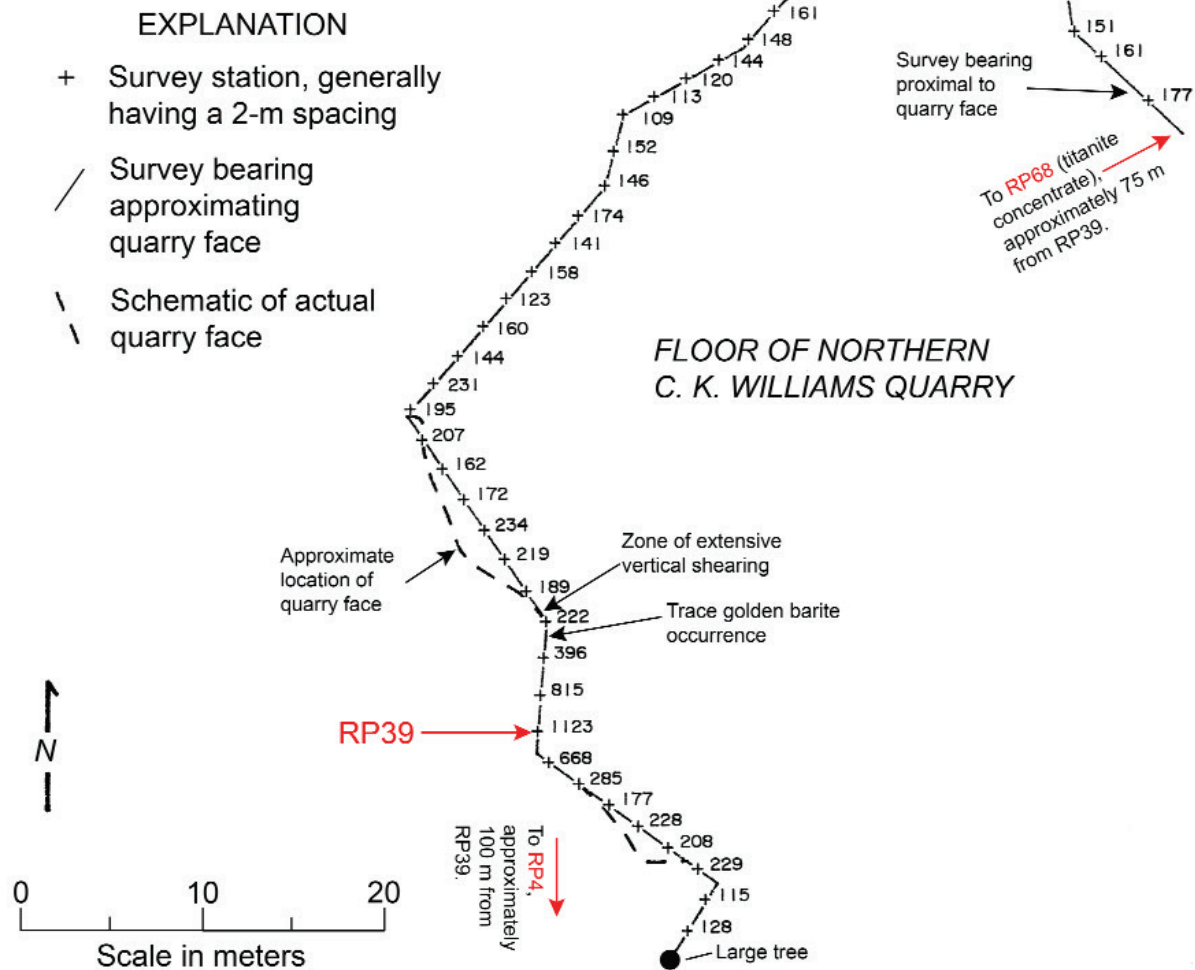 EXPLANATION
+ Survey station, generally
having a 2-m spacing
Survey bearing
approximating
quarry face
Schematic of actual
quarry face
161
148
144
120
113
109
152
146
174
141
158
123
160
144
231
195
207
162
172
234
219
189
222
396
815
1123
668
285
177
228
208
229
115
128
Large tree
151
161
177
Survey bearing
proximal to
quarry face
To RP68 (titanite
concentrate),
approximately 75 m
from RP39.
FLOOR OF NORTHERN
C. K. WILLIAMS QUARRY
Approximate
location of
quarry face
Zone of extensive
vertical shearing
Trace golden barite
occurrence
RP39
N
To RP4,
approximately
100 m from
RP39.
0 10 20
Scale in meters